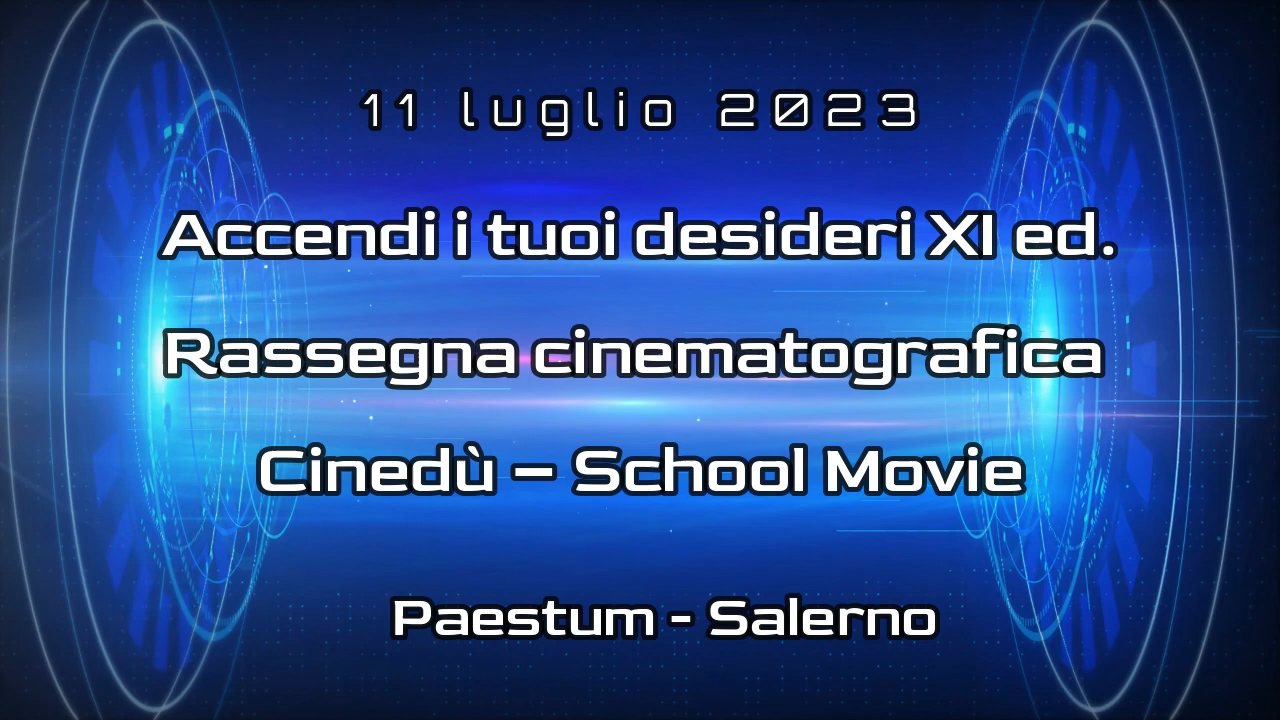 11 luglio 2023
Accendi i tuoi desideri XI ed.
Rassegna cinematografica
Cinedù – School Movie
Paestum - Salerno